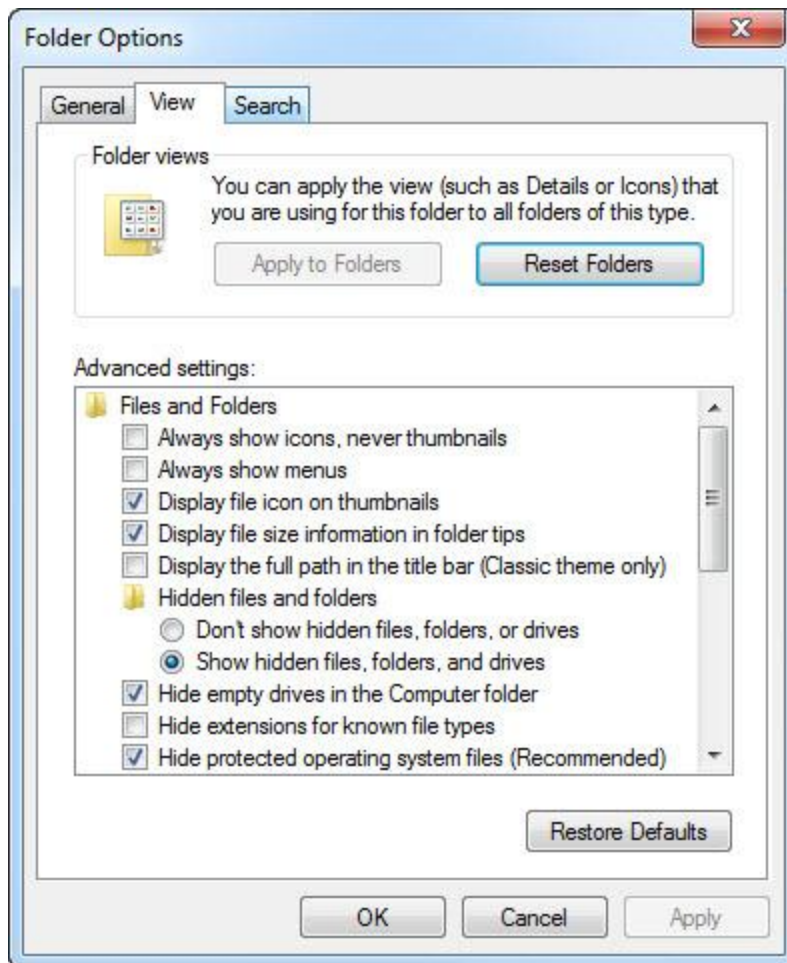 Folder Options
General
View
Search
Folder views
You can apply the view (such as Details or Icons) that
you are using for this folder to all folders of this type.
Apply to Folders
Reset Folders
Advanced settings:
Files and Folders
Always show icons, never thumbnails
Always show menus
Display file icon on thumbnails
Display file size information in folder tips
Display the full path in the title bar (Classic theme only)
Hidden files and folders
Don't show hidden files, folders, or drives
Show hidden files, folders, and drives
Hide empty drives in the Computer folder
Hide extensions for known file types
Hide protected operating system files (Recommended)
Restore Defaults
OK
Cancel
Apply